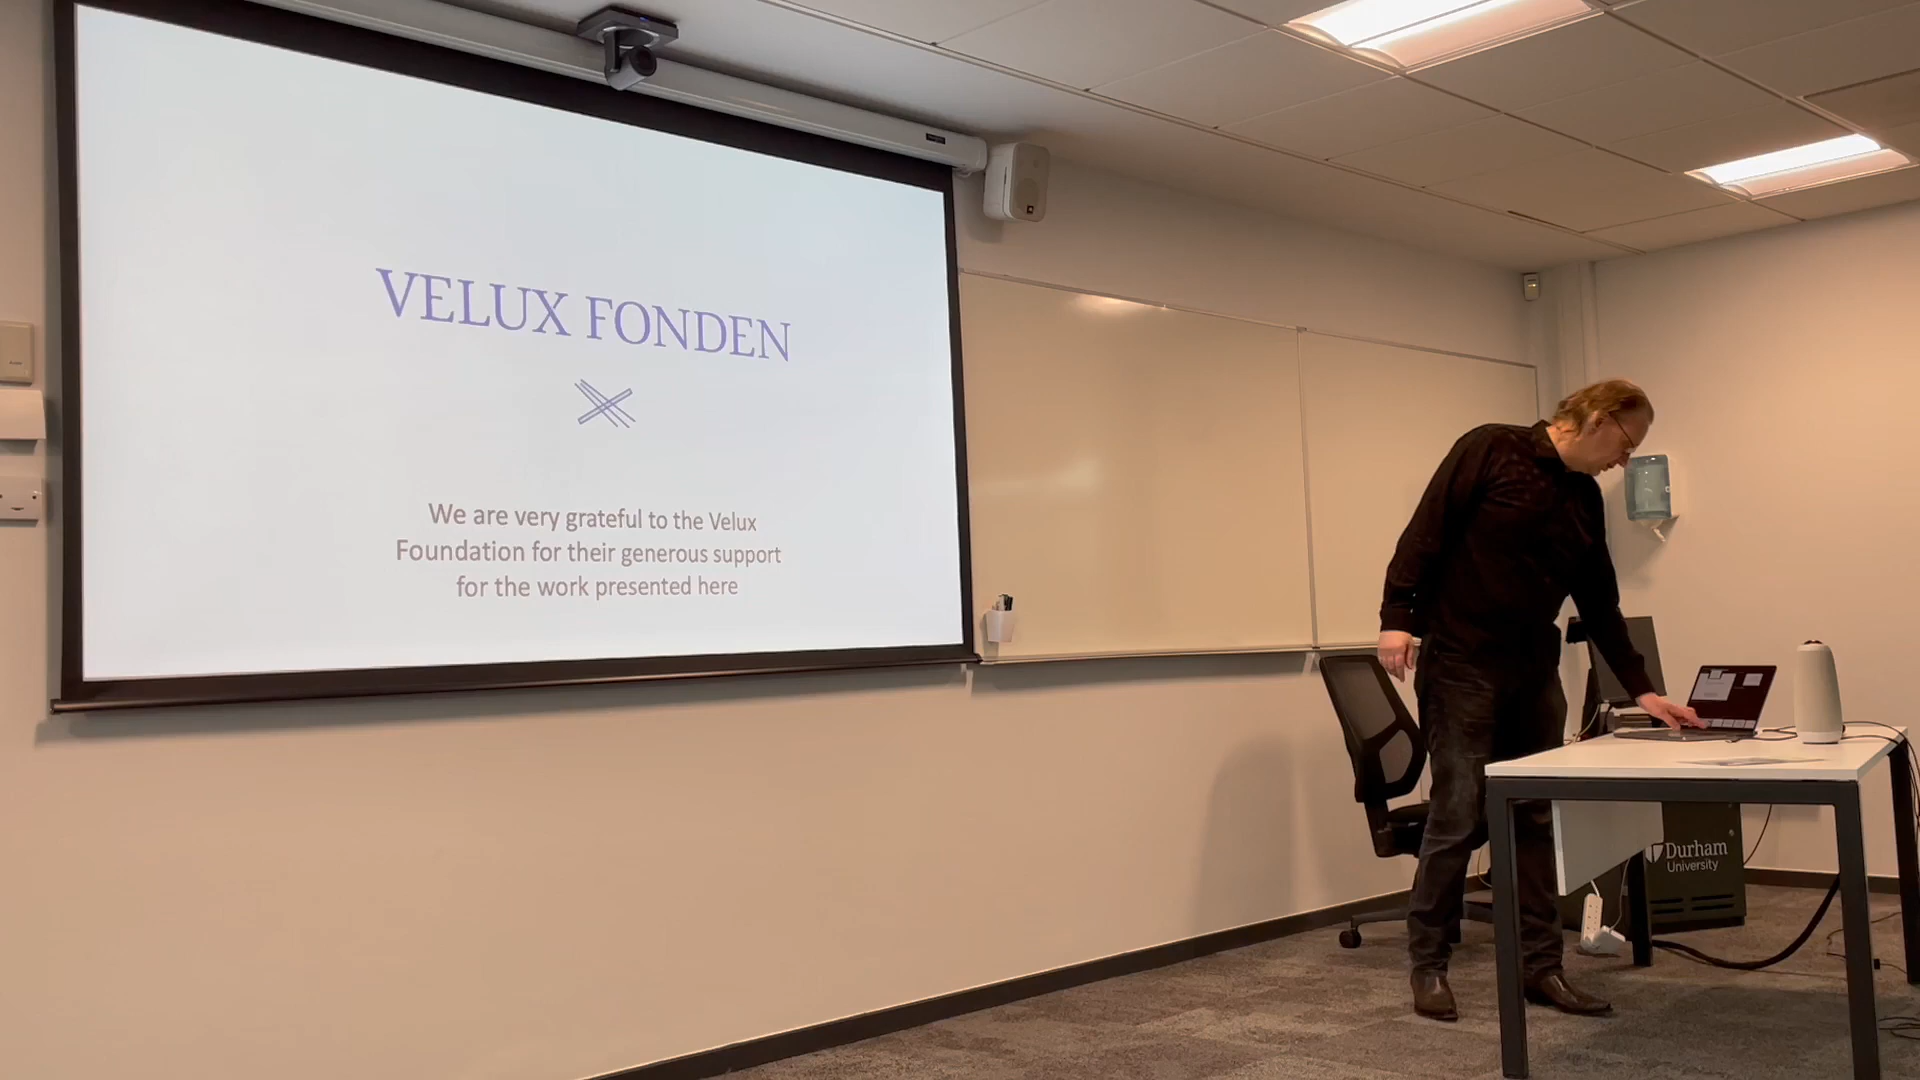 VELUX FONDEN
We are very grateful to the Velux
Foundation for their generous support
for the work presented here
Durham
University